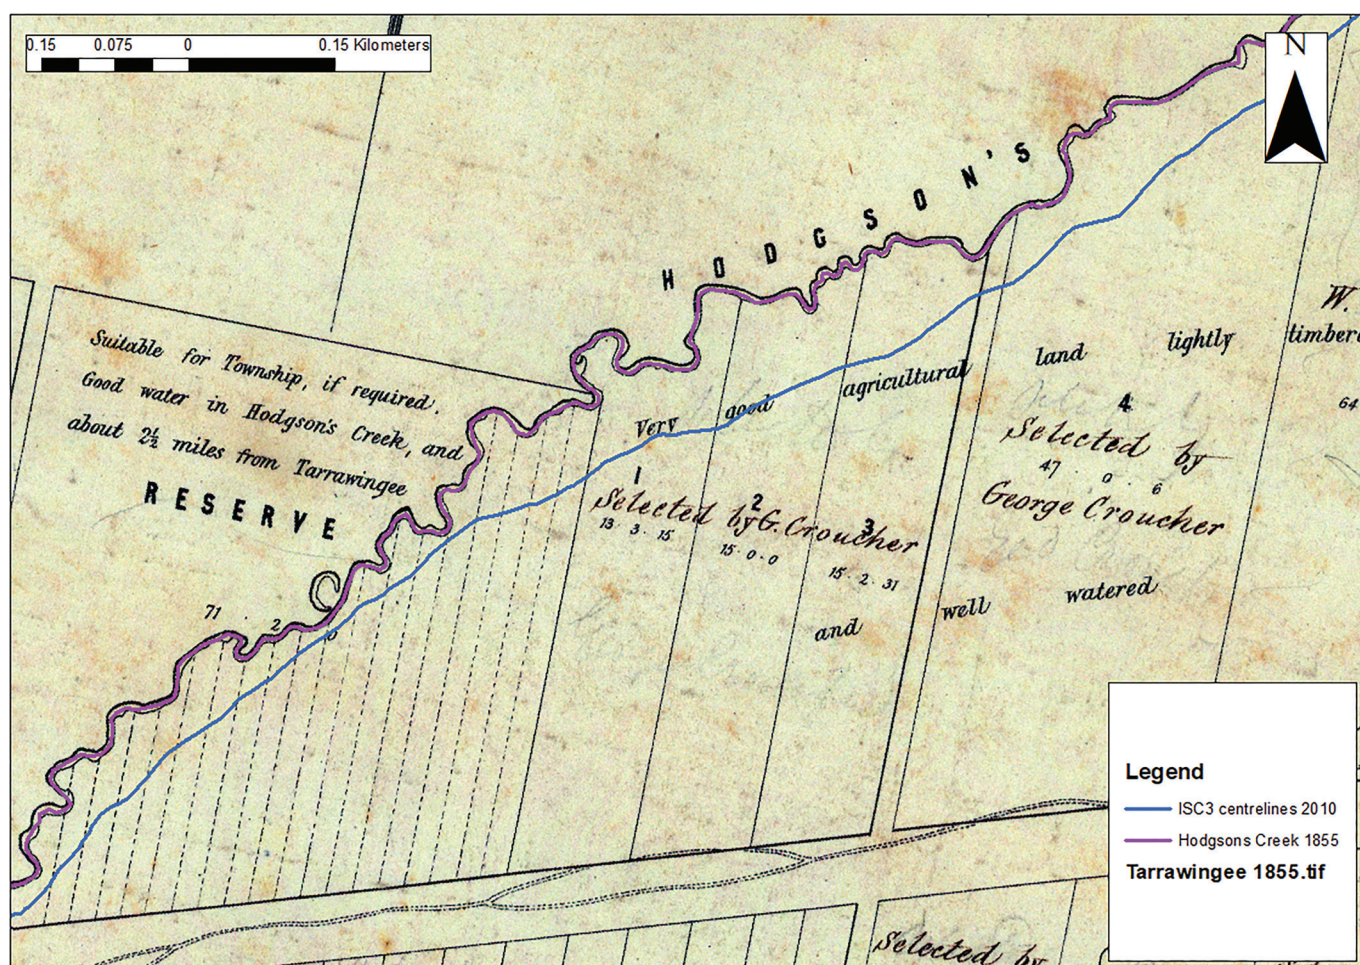 0.15 0.075 0 0.15 Kilometers
N
HODGSON'S
Suitable for Township, if required.
Good water in Hodgson's Creek, and
about 2½ miles from Tarrawingee
RESERVE
71 . 2 .
Very good agricultural land lightly
W.
timber
64
1
2
3
Selected by G. Croucher
13 . 3 . 15
15 . 0 . 0
15 . 2 . 31
4
Selected by
47 . 0 . 6
George Croucher
and well watered
Selected by
Legend
ISC3 centrelines 2010
Hodgsons Creek 1855
Tarrawingee 1855.tif